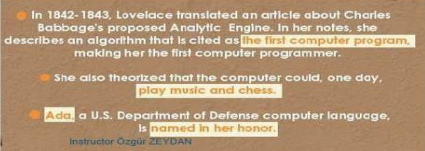 In 1842-1843, Lovelace translated an article about Charles
Babbage's proposed Analytic Engine. In her notes, she
describes an algorithm that is cited as the first computer program,
making her the first computer programmer.
She also theorized that the computer could, one day,
play music and chess.
Ada, a U.S. Department of Defense computer language,
is named in her honor.
Instructor Özgür ZEYDAN